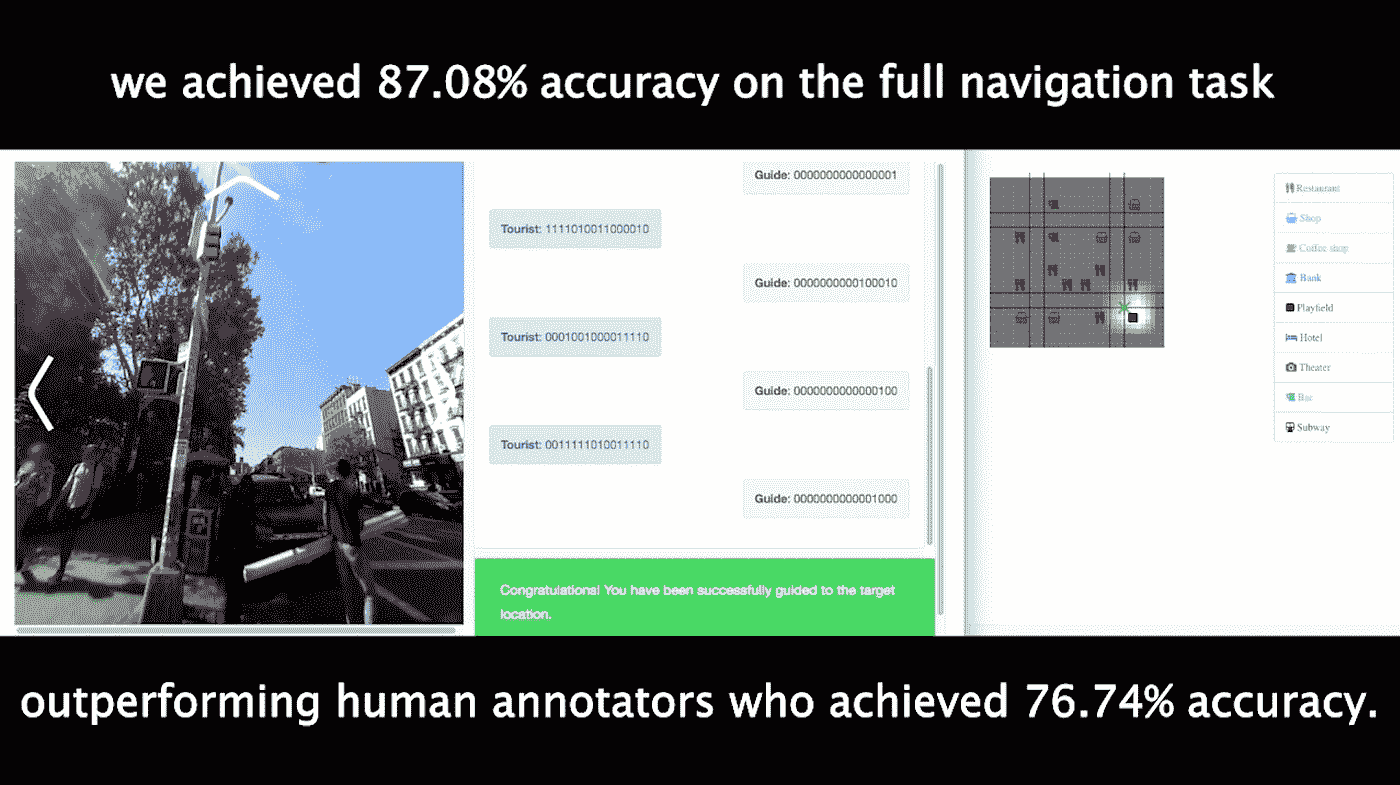 we achieved 87.08% accuracy on the full navigation task
Guide: 0000000000000001
Tourist: 1111010011000010
Guide: 0000000000100010
Tourist: 0001001000011110
Guide: 0000000000000100
Tourist: 0011111010011110
Guide: 0000000000001000
Congratulations! You have been successfully guided to the target
location.
Restaurant
Shop
Coffee shop
Bank
Playfield
Hotel
Theater
Bar
Subway
outperforming human annotators who achieved 76.74% accuracy.